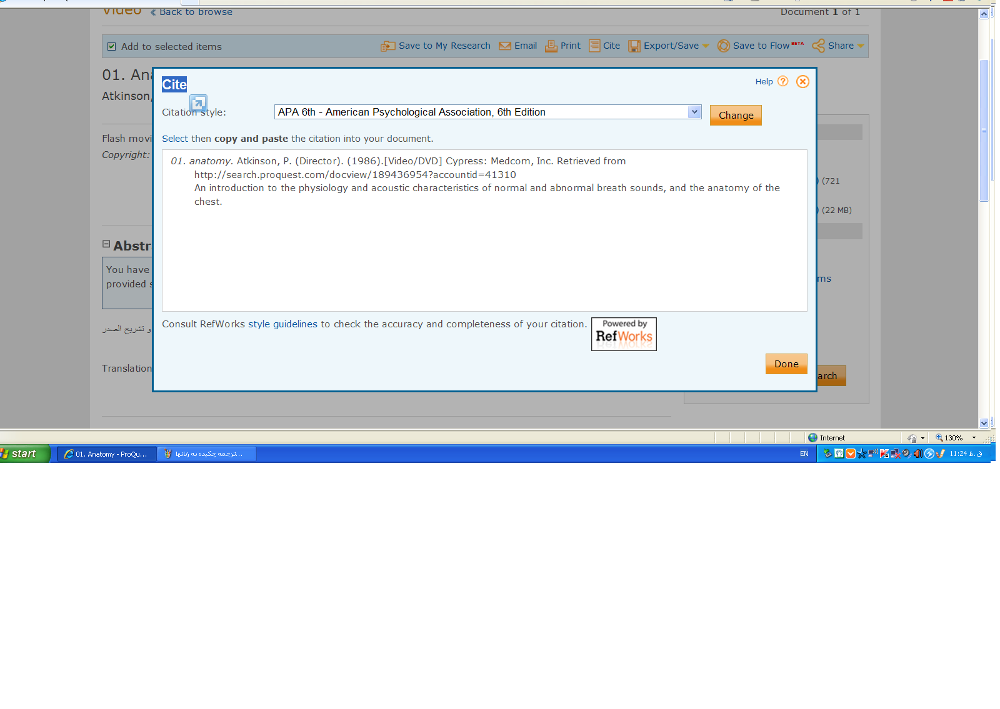 Video « Back to browse
Document 1 of 1
Add to selected items
Save to My Research Email Print Cite Export/Save Save to Flow BETA Share
01. Ana
Atkinson,
Cite
Help ?
Citation style:
APA 6th - American Psychological Association, 6th Edition
Change
Flash movi
Select then copy and paste the citation into your document.
Copyright:
01. anatomy. Atkinson, P. (Director). (1986).[Video/DVD] Cypress: Medcom, Inc. Retrieved from
http://search.proquest.com/docview/189436954?accountid=41310
An introduction to the physiology and acoustic characteristics of normal and abnormal breath sounds, and the anatomy of the
chest.
) (721
) (22 MB)
Abstr
You have
provided s
ms
و تشريح الصدر
Consult RefWorks style guidelines to check the accuracy and completeness of your citation.
Powered by
RefWorks
Done
Translation
arch
Internet
130%
start
01. Anatomy - ProQu...
ترجمه چکیده به زبانها...
EN
11:24 ق.ظ